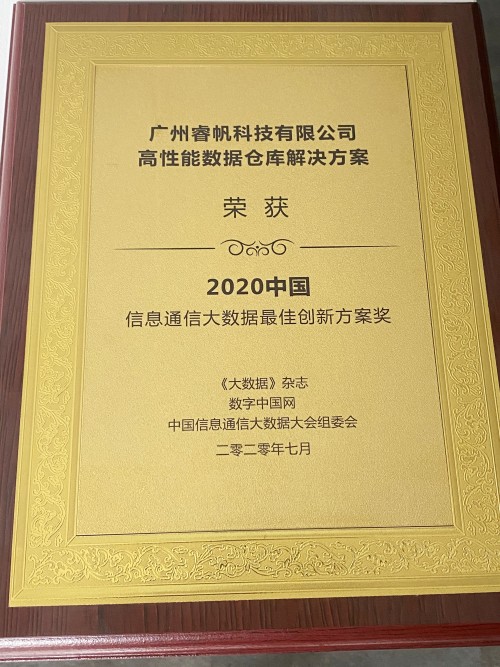 广州睿帆科技有限公司
高性能数据仓库解决方案
荣获
2020中国
信息通信大数据最佳创新方案奖
《大数据》杂志
数字中国网
中国信息通信大数据大会组委会
二零二零年七月